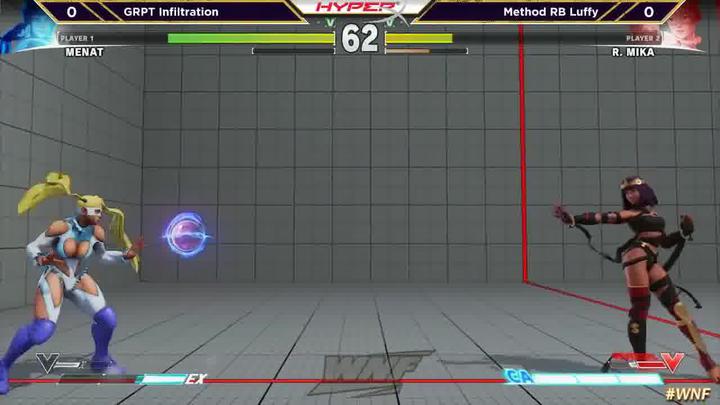 0 GRPT Infiltration HYPER Method RB Luffy 0
PLAYER 1 V 62 V PLAYER 2
MENAT R. MIKA
V EX WNF CA V
#WNF